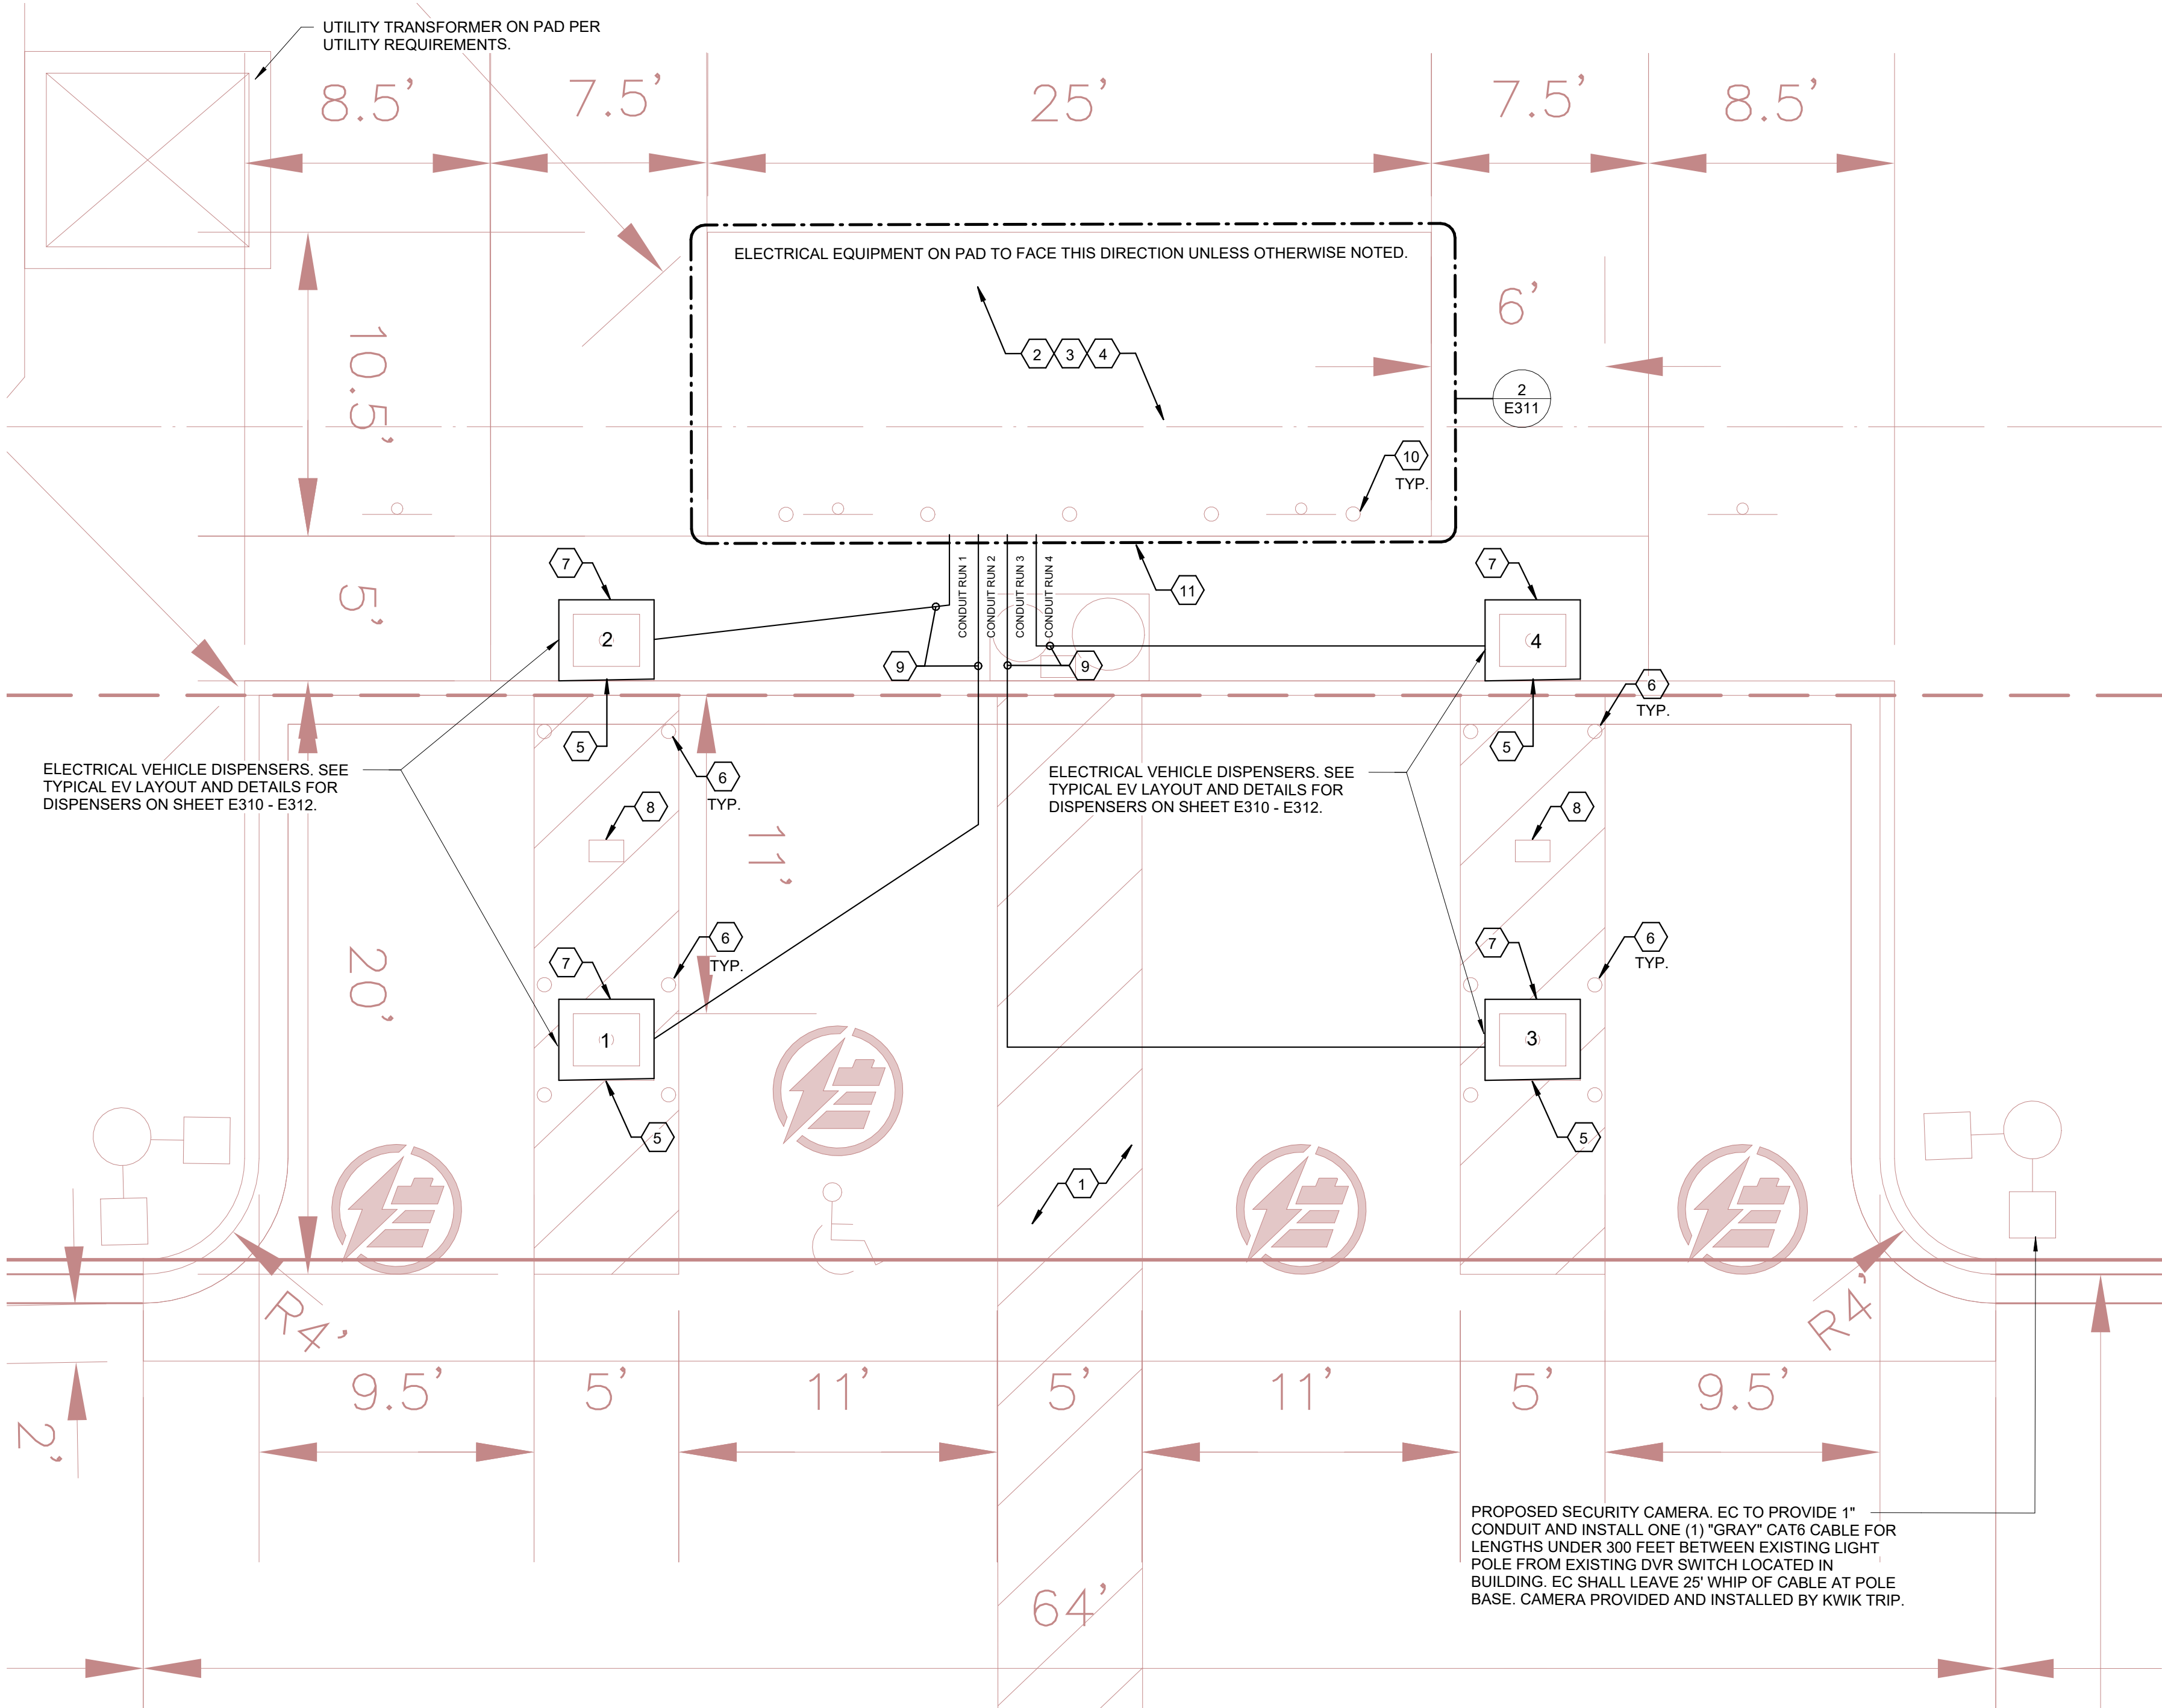 UTILITY TRANSFORMER ON PAD PER
UTILITY REQUIREMENTS.
8.5'
7.5'
25'
7.5'
8.5'
ELECTRICAL EQUIPMENT ON PAD TO FACE THIS DIRECTION UNLESS OTHERWISE NOTED.
6'
10.5'
2 3 4
2
E311
10
TYP.
5'
7
CONDUIT RUN 1
CONDUIT RUN 2
CONDUIT RUN 3
CONDUIT RUN 4
11
7
2
9
9
4
6
TYP.
5
5
6
TYP.
ELECTRICAL VEHICLE DISPENSERS. SEE
TYPICAL EV LAYOUT AND DETAILS FOR
DISPENSERS ON SHEET E310 - E312.
ELECTRICAL VEHICLE DISPENSERS. SEE
TYPICAL EV LAYOUT AND DETAILS FOR
DISPENSERS ON SHEET E310 - E312.
8
8
11'
20'
7
6
TYP.
7
6
TYP.
1
3
5
5
1
R4'
R4'
2'
9.5'
5'
11'
5'
11'
5'
9.5'
PROPOSED SECURITY CAMERA. EC TO PROVIDE 1"
CONDUIT AND INSTALL ONE (1) "GRAY" CAT6 CABLE FOR
LENGTHS UNDER 300 FEET BETWEEN EXISTING LIGHT
POLE FROM EXISTING DVR SWITCH LOCATED IN
BUILDING. EC SHALL LEAVE 25' WHIP OF CABLE AT POLE
BASE. CAMERA PROVIDED AND INSTALLED BY KWIK TRIP.
64'